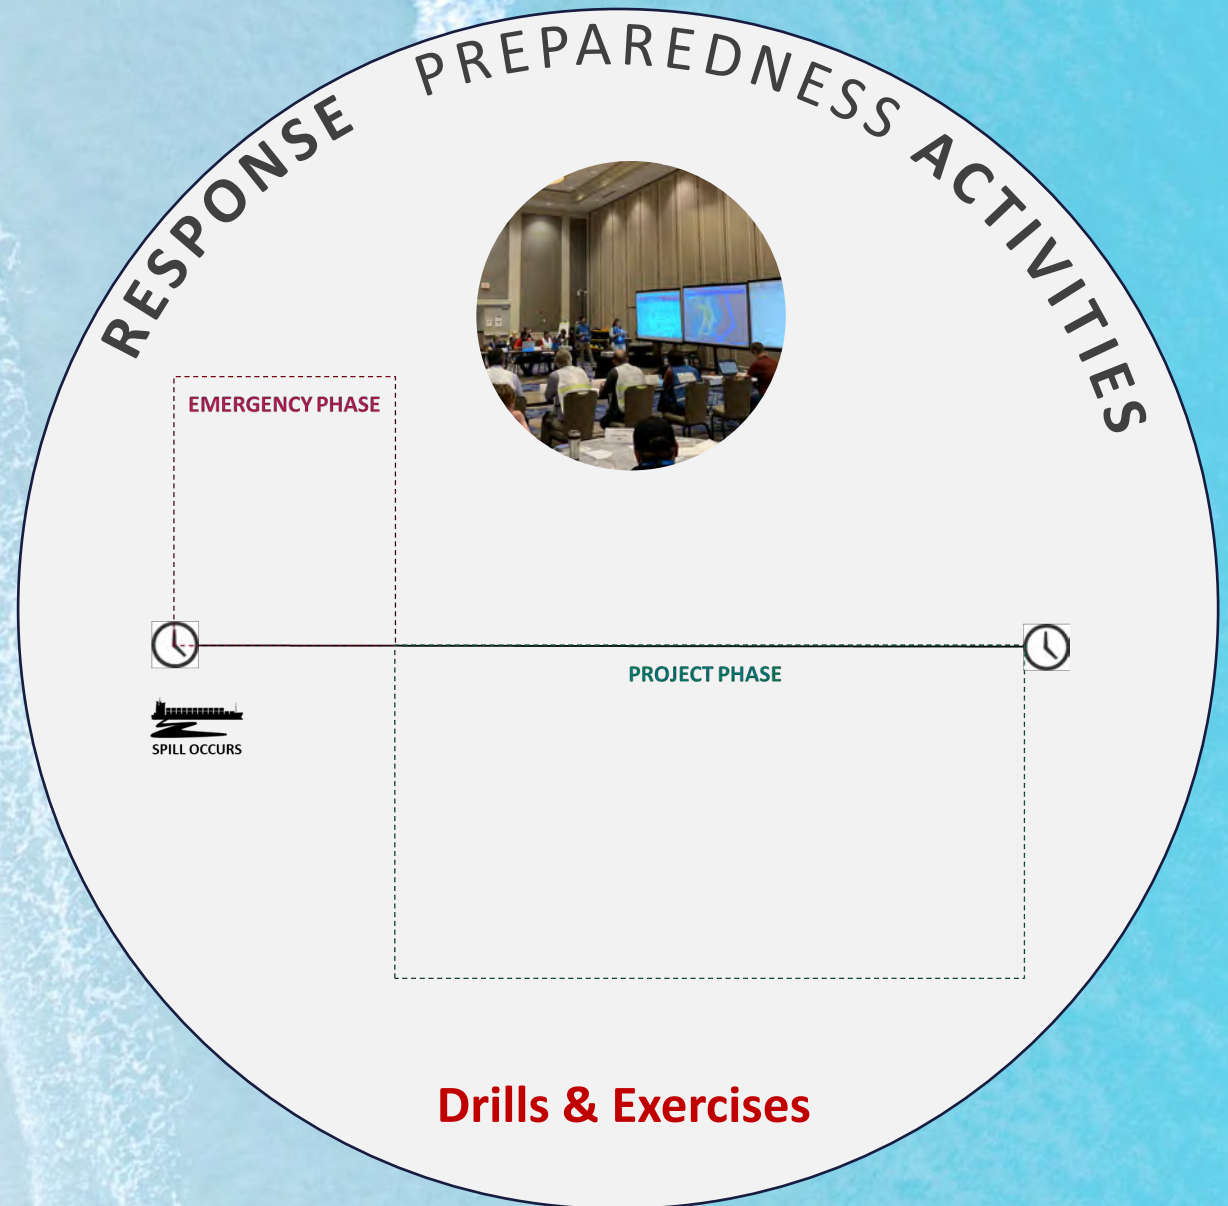 RESPONSE PREPAREDNESS ACTIVITIES
EMERGENCY PHASE
PROJECT PHASE
SPILL OCCURS
Drills & Exercises